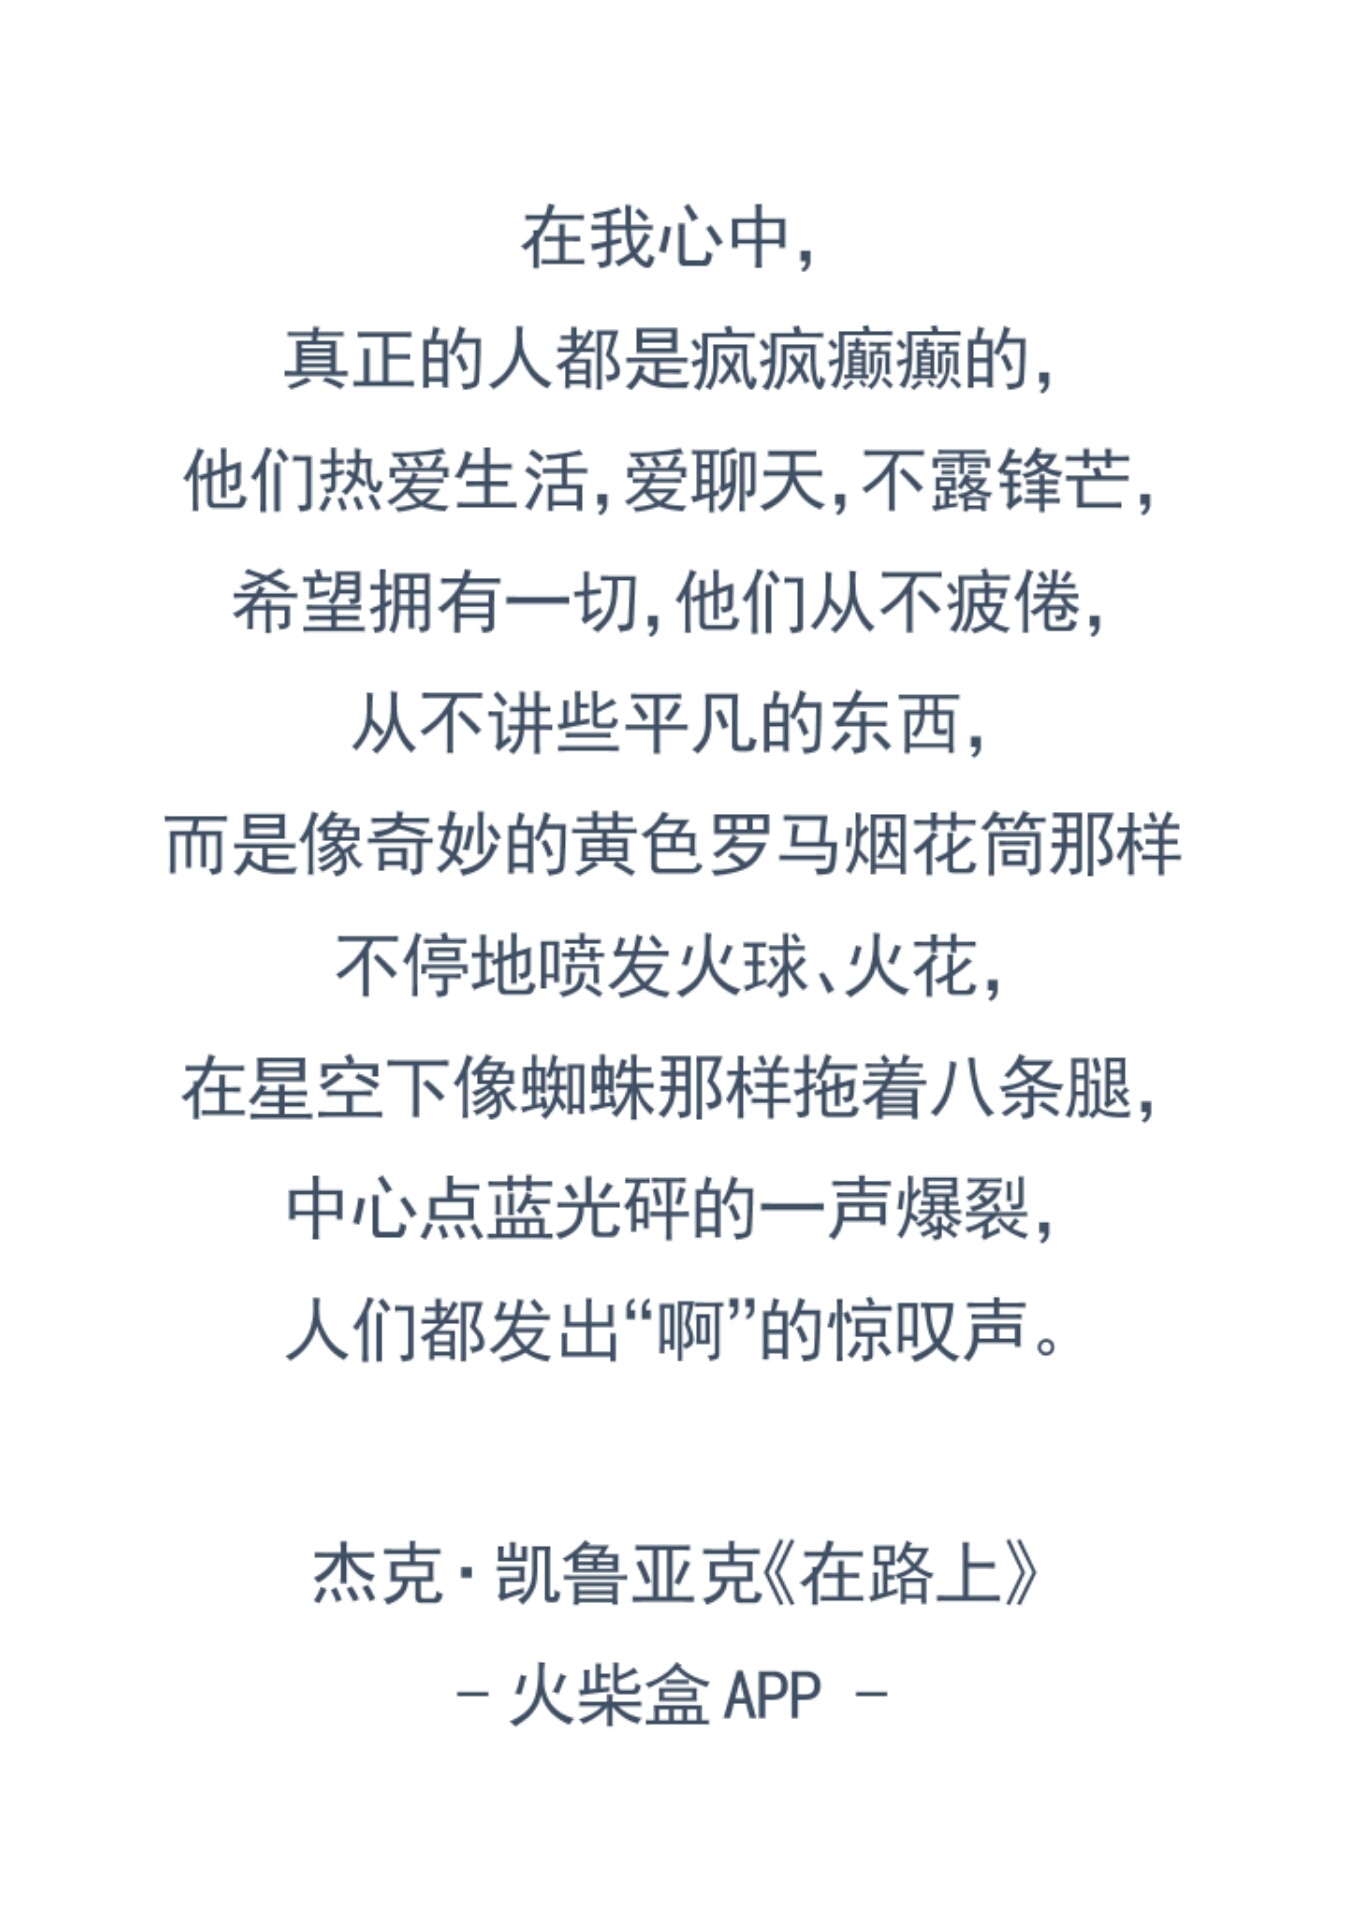 在我心中，
真正的人都是疯疯癫癫的，
他们热爱生活，爱聊天，不露锋芒，
希望拥有一切，他们从不疲倦，
从不讲些平凡的东西，
而是像奇妙的黄色罗马烟花筒那样
不停地喷发火球、火花，
在星空下像蜘蛛那样拖着八条腿，
中心点蓝光砰的一声爆裂，
人们都发出“啊”的惊叹声。
杰克·凯鲁亚克《在路上》
- 火柴盒 APP -